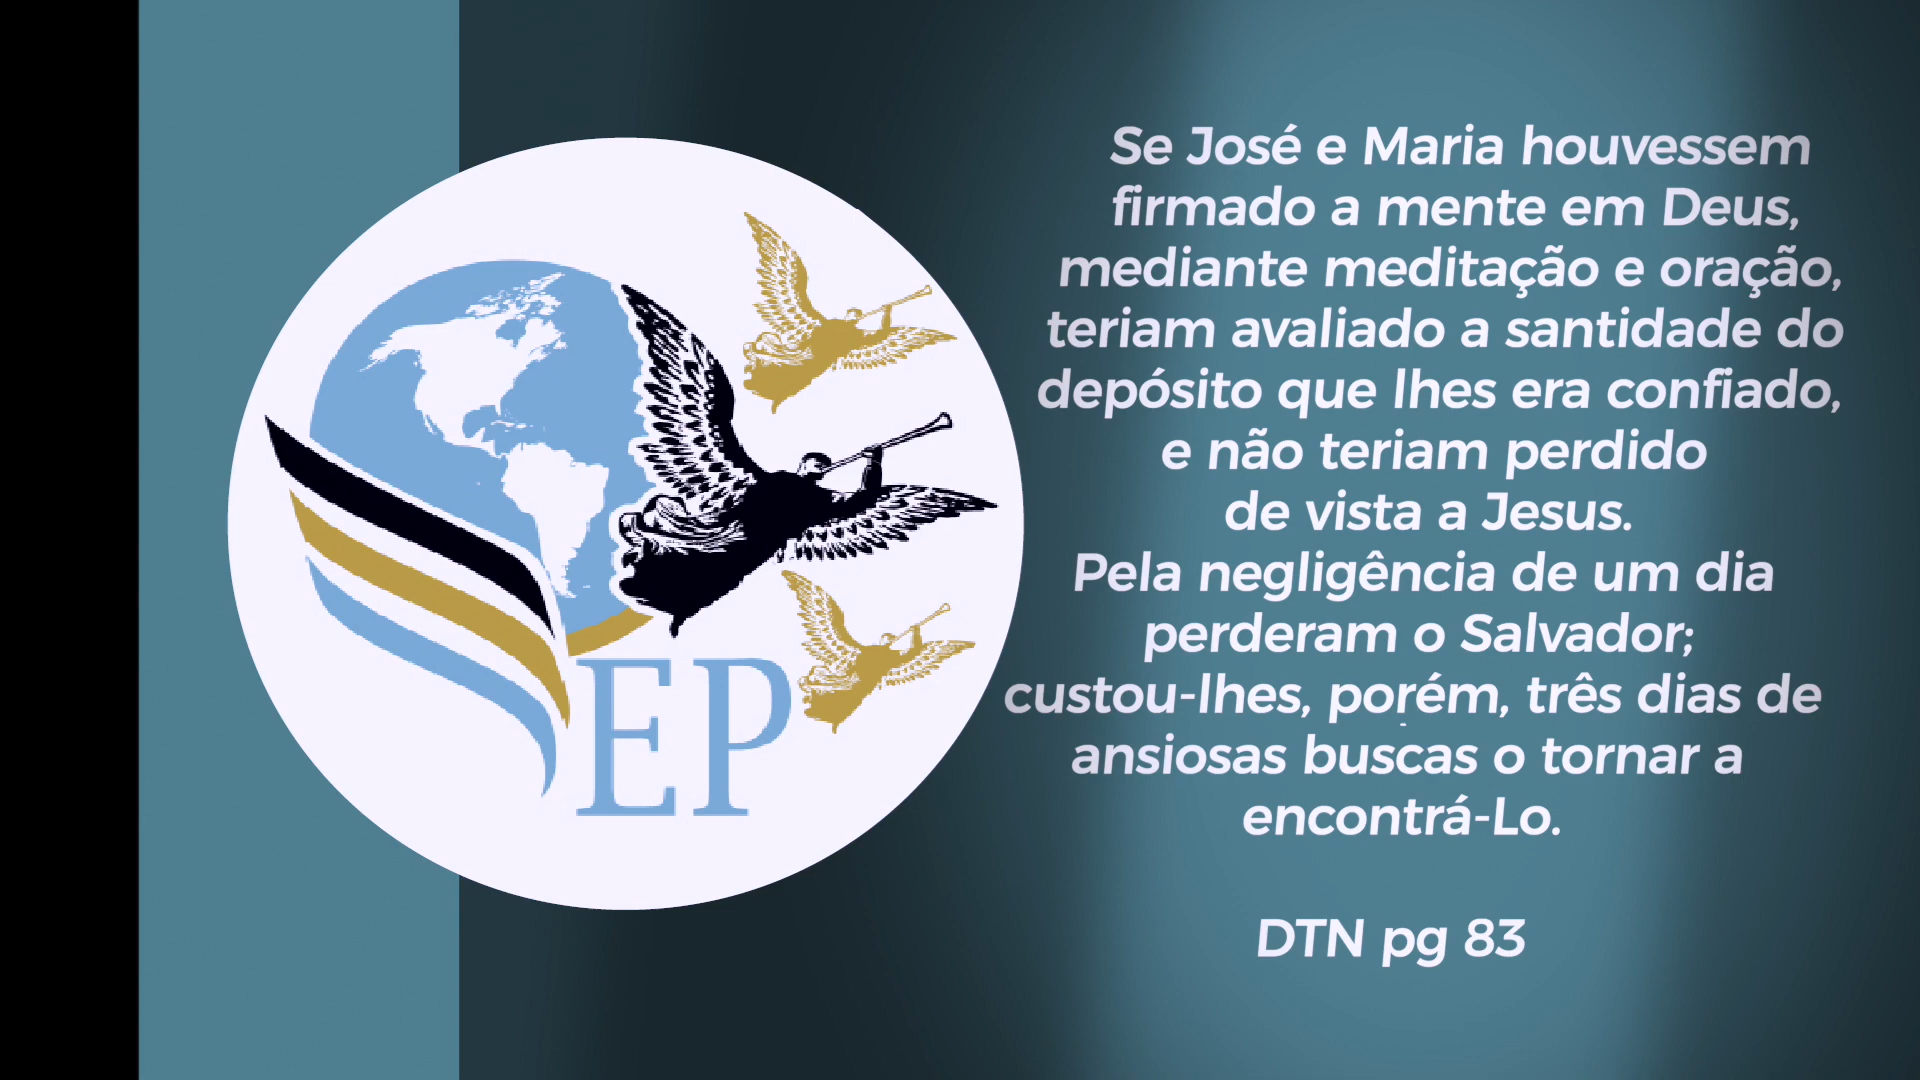 EP
Se José e Maria houvessem
firmado a mente em Deus,
mediante meditação e oração,
teriam avaliado a santidade do
depósito que lhes era confiado,
e não teriam perdido
de vista a Jesus.
Pela negligência de um dia
perderam o Salvador;
custou-lhes, porém, três dias de
ansiosas buscas o tornar a
encontrá-Lo.
DTN pg 83